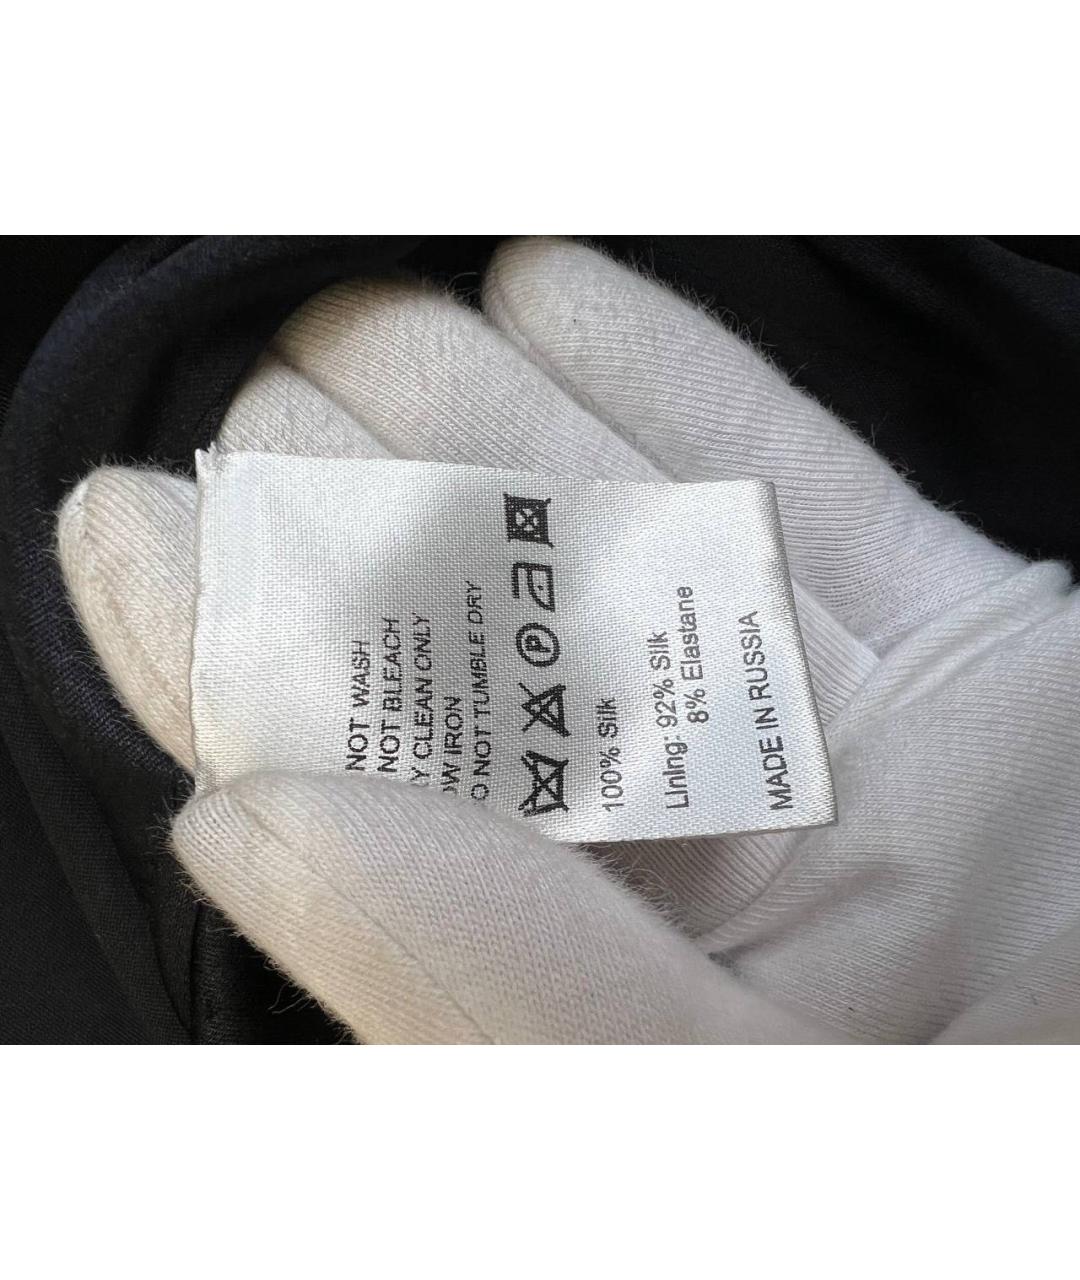 NOT WASH
NOT BLEACH
CLEAN ONLY
IRON
NOT TUMBLE DRY
P
100% Silk
Lining: 92% Silk
8% Elastane
MADE IN RUSSIA